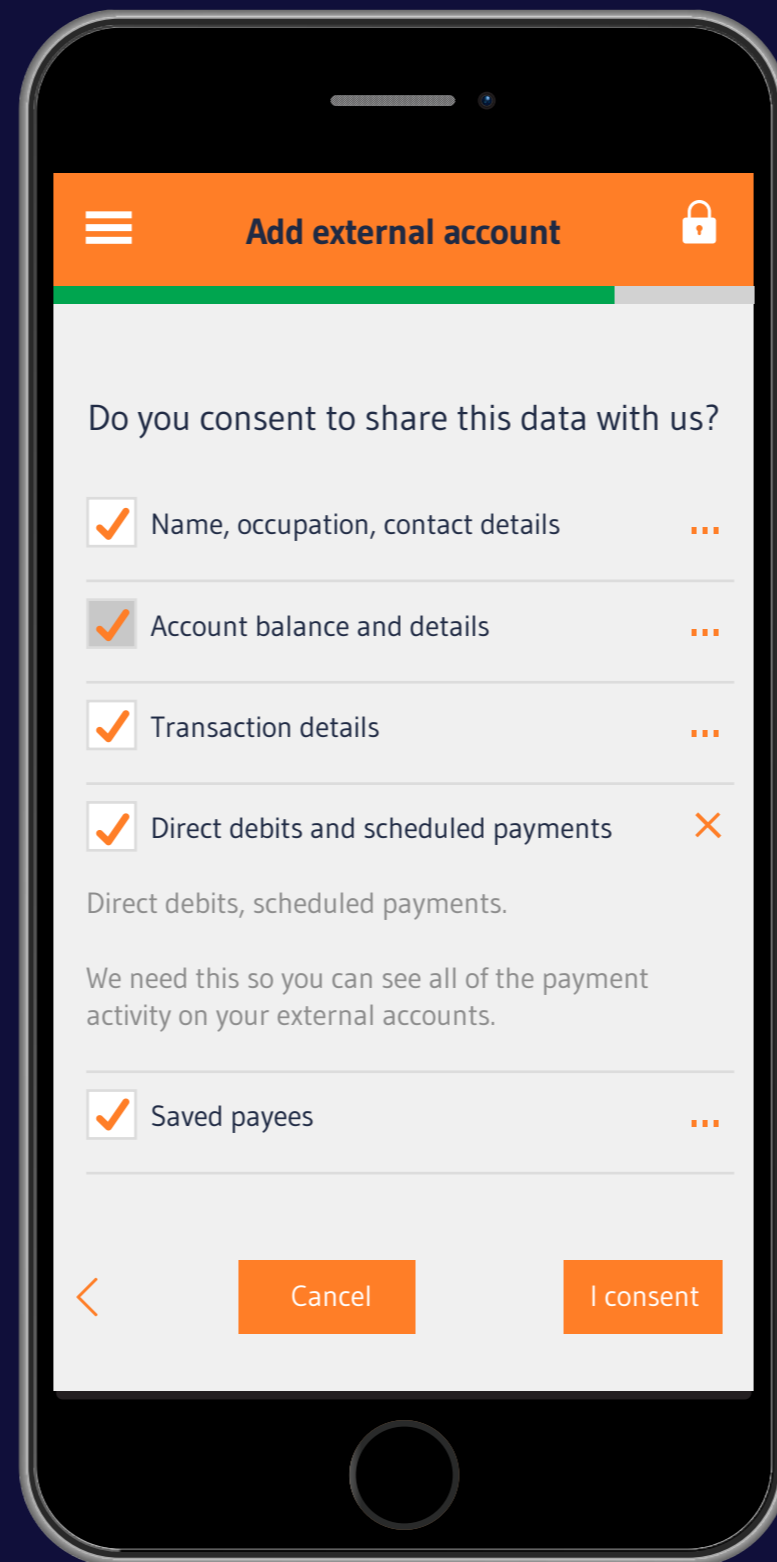 Add external account
Do you consent to share this data with us?
Name, occupation, contact details
...
Account balance and details
...
Transaction details
...
Direct debits and scheduled payments
Direct debits, scheduled payments.
We need this so you can see all of the payment
activity on your external accounts.
Saved payees
...
Cancel
I consent